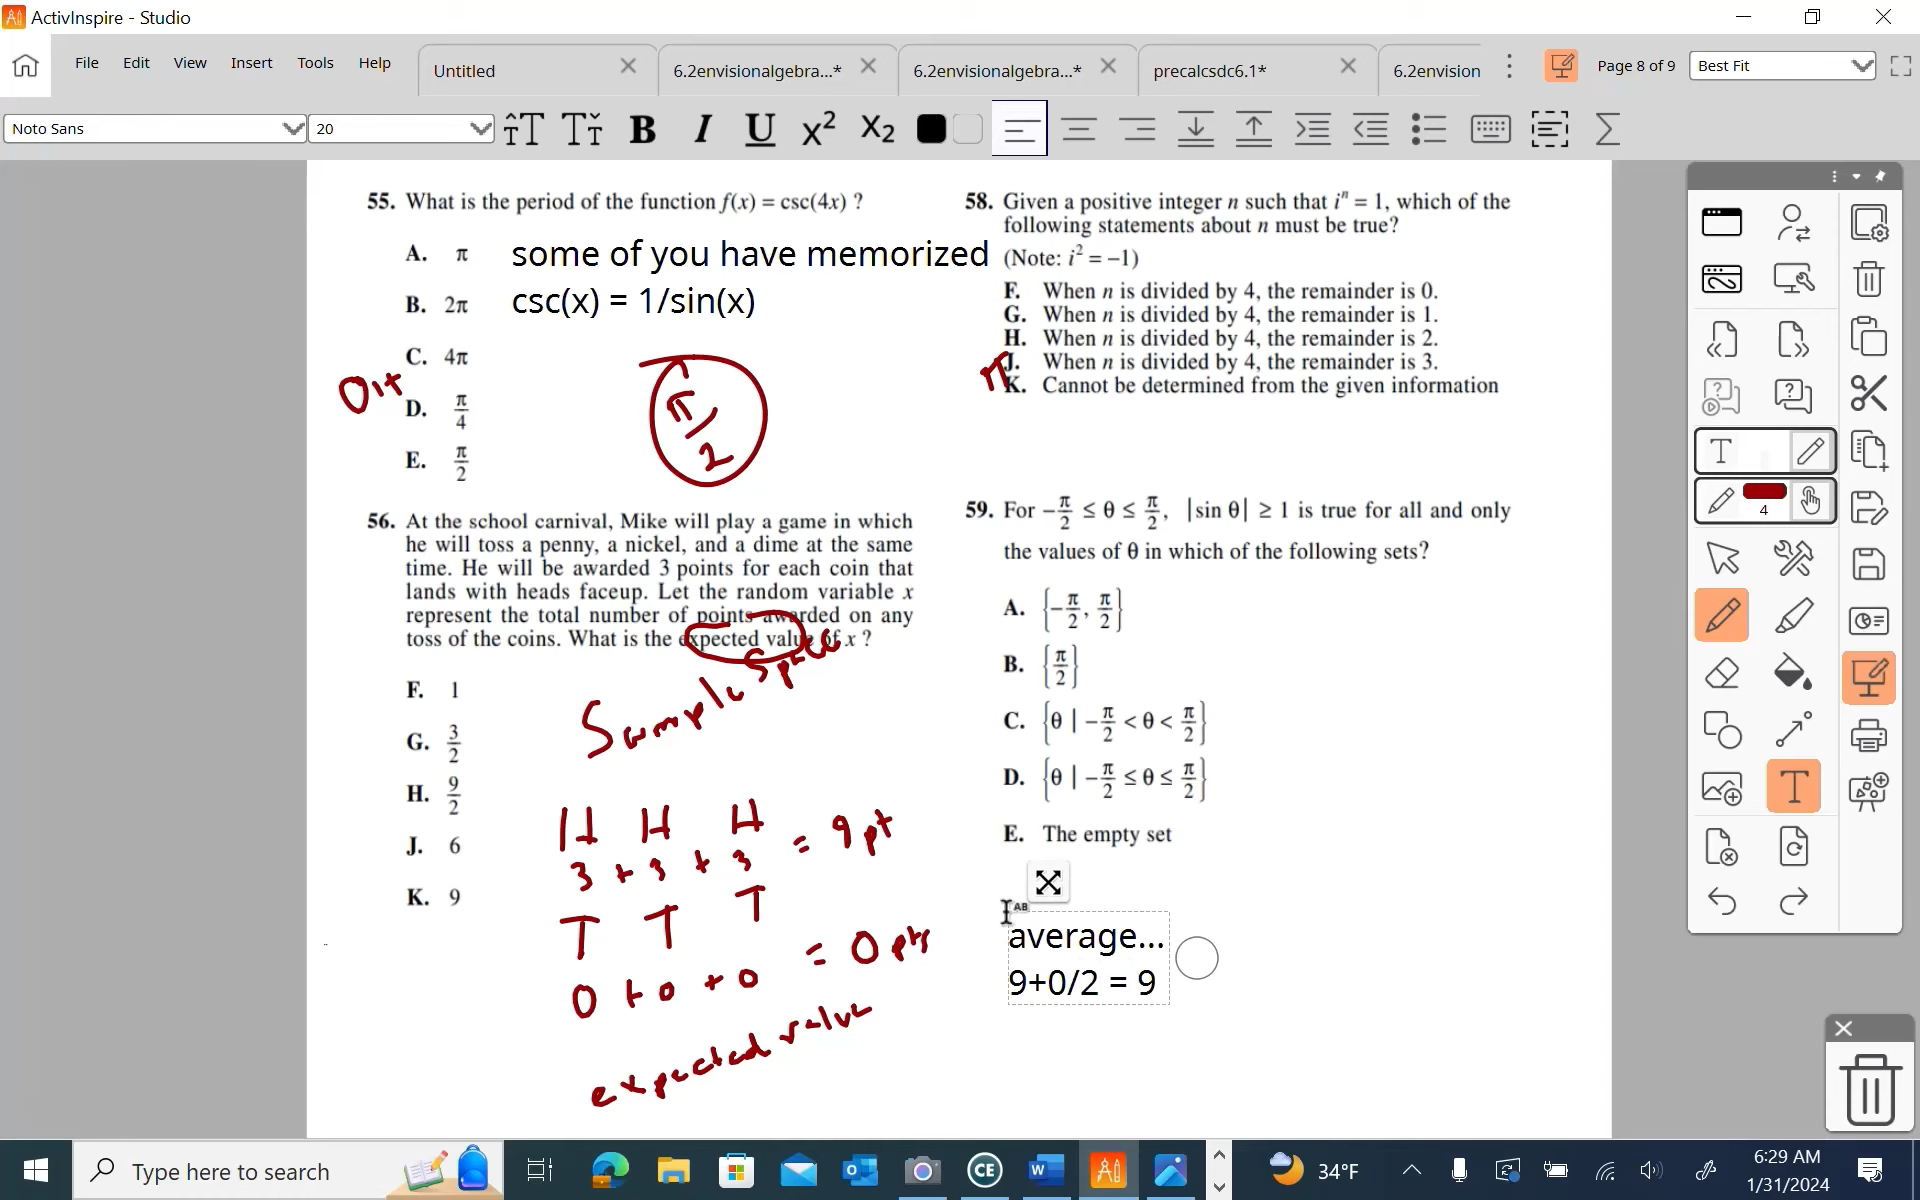 ActivInspire - Studio
File Edit View Insert Tools Help
Untitled
6.2envisionalgebra...*
6.2envisionalgebra...*
precalcsdc6.1*
6.2envision
Page 8 of 9
Best Fit
Noto Sans
20
55. What is the period of the function f(x) = csc(4x) ?
A. π
B. 2π
C. 4π
D. π/4
E. π/2
some of you have memorized
csc(x) = 1/sin(x)
π/2
56. At the school carnival, Mike will play a game in which
he will toss a penny, a nickel, and a dime at the same
time. He will be awarded 3 points for each coin that
lands with heads faceup. Let the random variable x
represent the total number of points awarded on any
toss of the coins. What is the expected value of x ?
F. 1
G. 3/2
H. 9/2
J. 6
K. 9
Sample space
H H H
3 + 3 + 3 = 9 pt
T T T
0 + 0 + 0 = 0 pts
expected value
58. Given a positive integer n such that iⁿ = 1, which of the
following statements about n must be true?
(Note: i² = −1)
F. When n is divided by 4, the remainder is 0.
G. When n is divided by 4, the remainder is 1.
H. When n is divided by 4, the remainder is 2.
J. When n is divided by 4, the remainder is 3.
K. Cannot be determined from the given information
π
59. For −π/2 ≤ θ ≤ π/2, |sin θ| ≥ 1 is true for all and only
the values of θ in which of the following sets?
A. {−π/2, π/2}
B. {π/2}
C. {θ | −π/2 < θ < π/2}
D. {θ | −π/2 ≤ θ ≤ π/2}
E. The empty set
average...
9+0/2 = 9
4
Type here to search
34°F
6:29 AM
1/31/2024